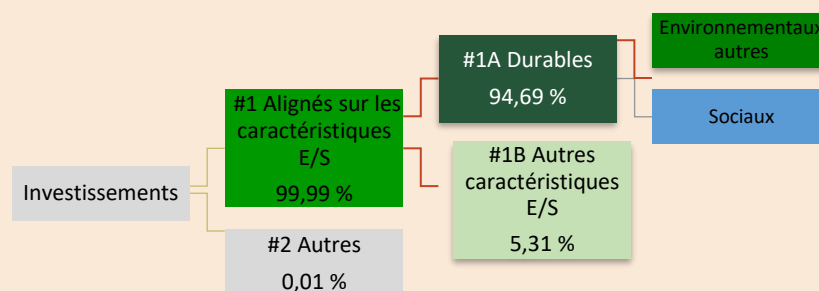 Investissements
#1 Alignés sur les
caractéristiques
E/S
99,99 %
#2 Autres
0,01 %
#1A Durables
94,69 %
#1B Autres
caractéristiques
E/S
5,31 %
Environnementaux
autres
Sociaux